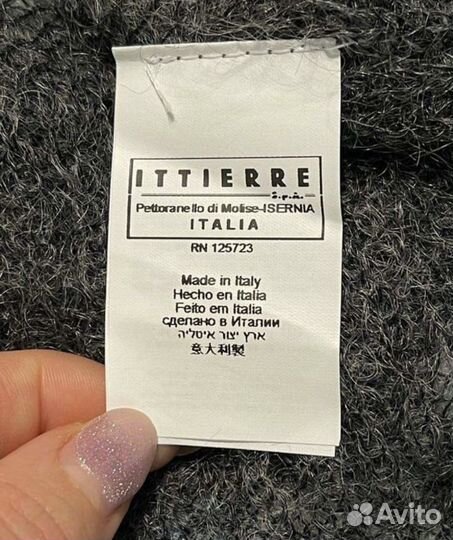 ITTIERRE
S.p.A.
Pettoranello di Molise-ISERNIA
ITALIA
RN 125723
Made in Italy
Hecho en Italia
Feito em Italia
сделано в Италии
ארץ יצור איטליה
意大利製
Avito